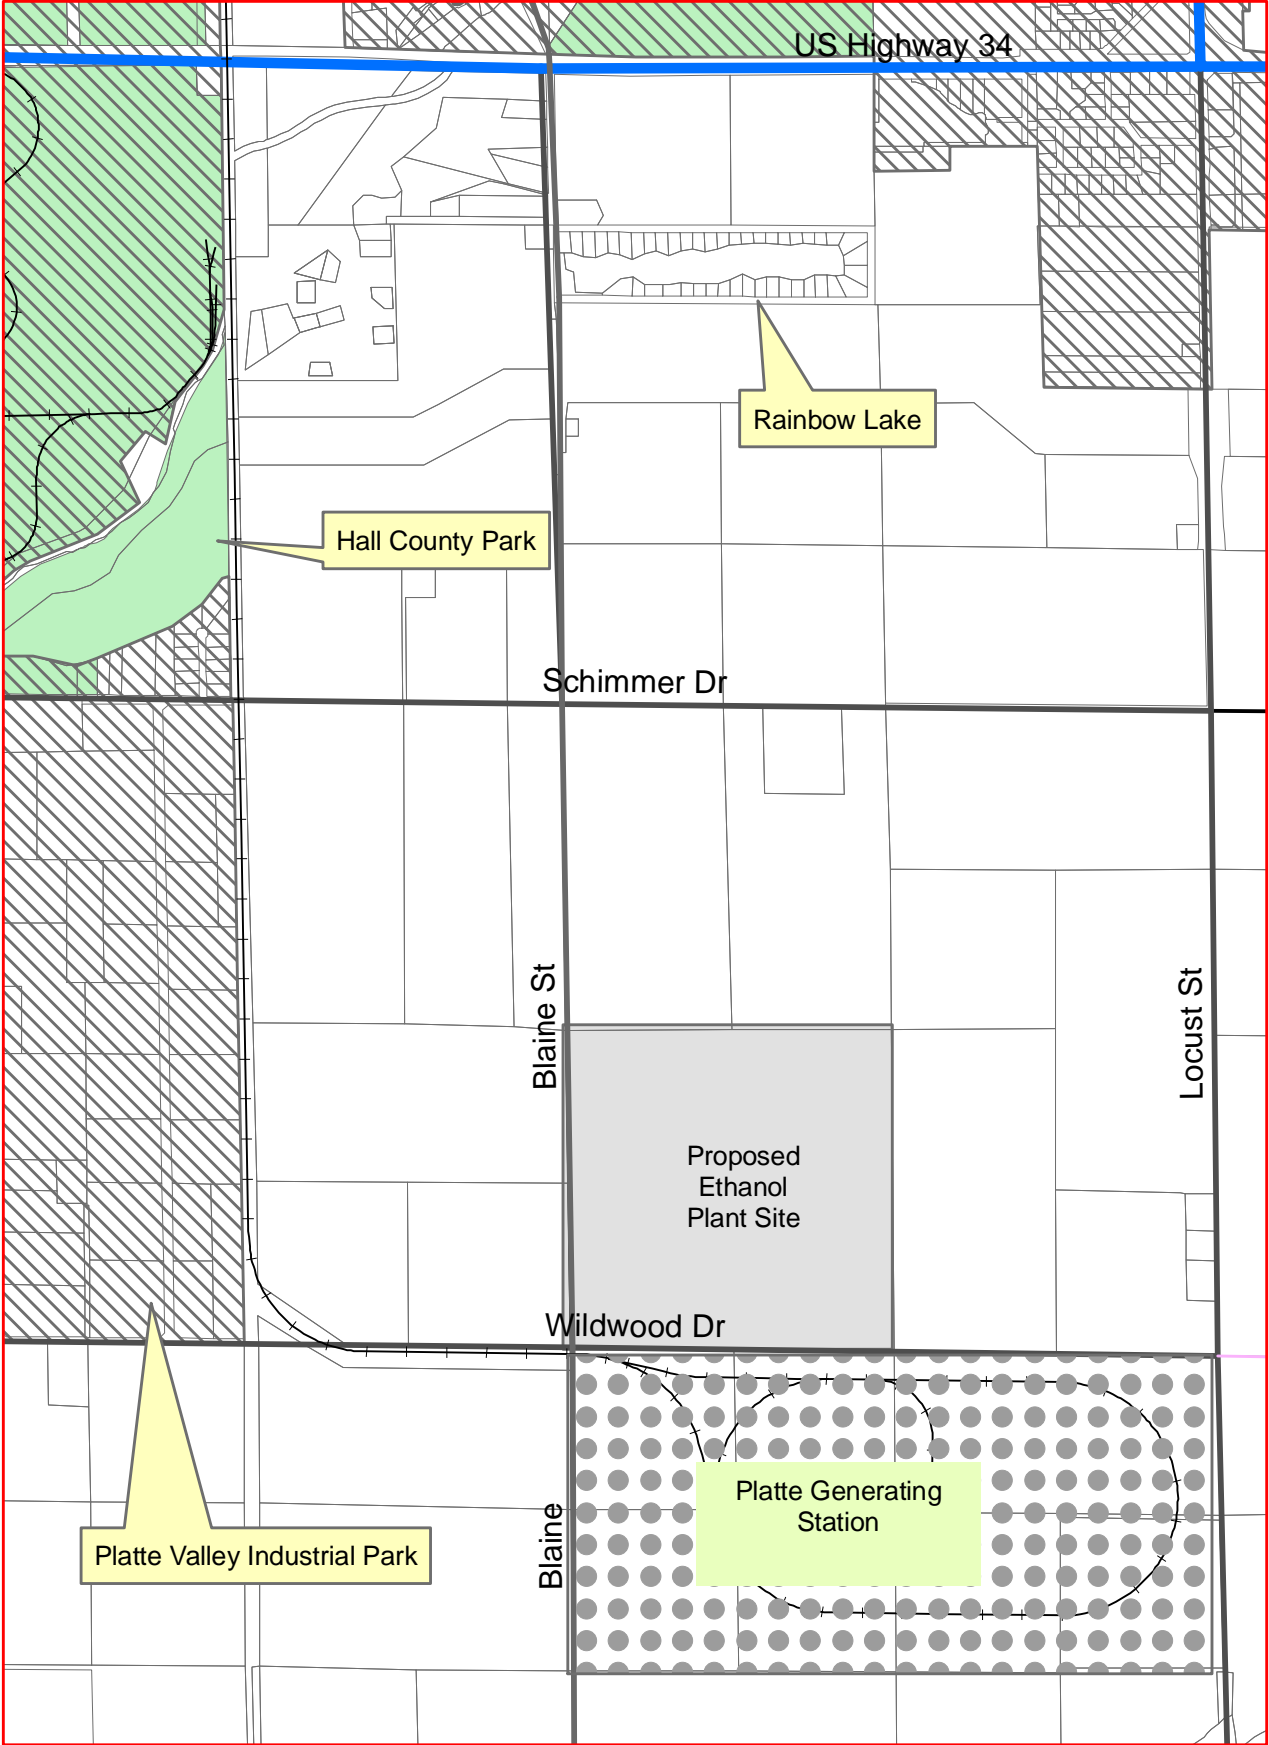 US Highway 34
Rainbow Lake
Hall County Park
Schimmer Dr
Blaine St
Locust St
Proposed
Ethanol
Plant Site
Wildwood Dr
Platte Generating
Station
Blaine
Platte Valley Industrial Park